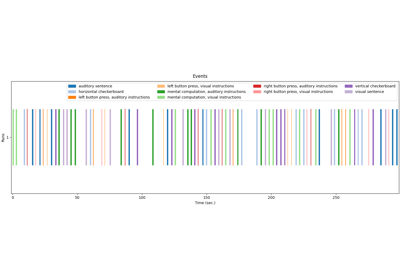 Events
auditory sentence
horizontal checkerboard
left button press, auditory instructions
left button press, visual instructions
mental computation, auditory instructions
mental computation, visual instructions
right button press, auditory instructions
right button press, visual instructions
vertical checkerboard
visual sentence
Runs
1
0 50 100 150 200 250
Time (sec.)